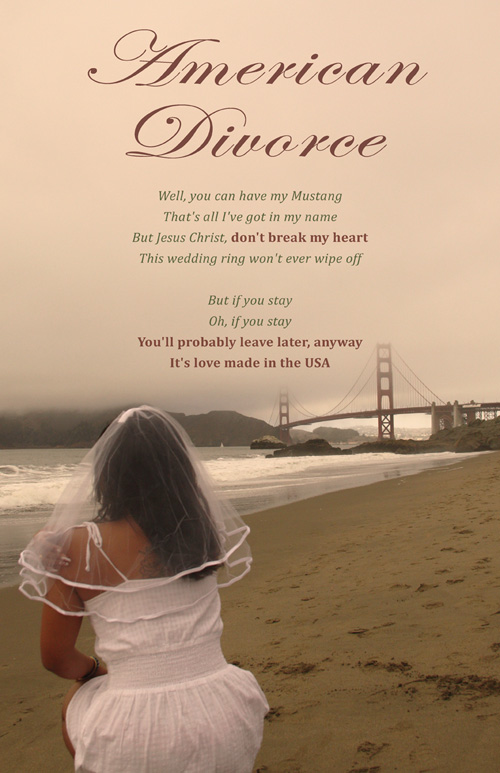 American
Divorce
Well, you can have my Mustang
That's all I've got in my name
But Jesus Christ, don't break my heart
This wedding ring won't ever wipe off
But if you stay
Oh, if you stay
You'll probably leave later, anyway
It's love made in the USA